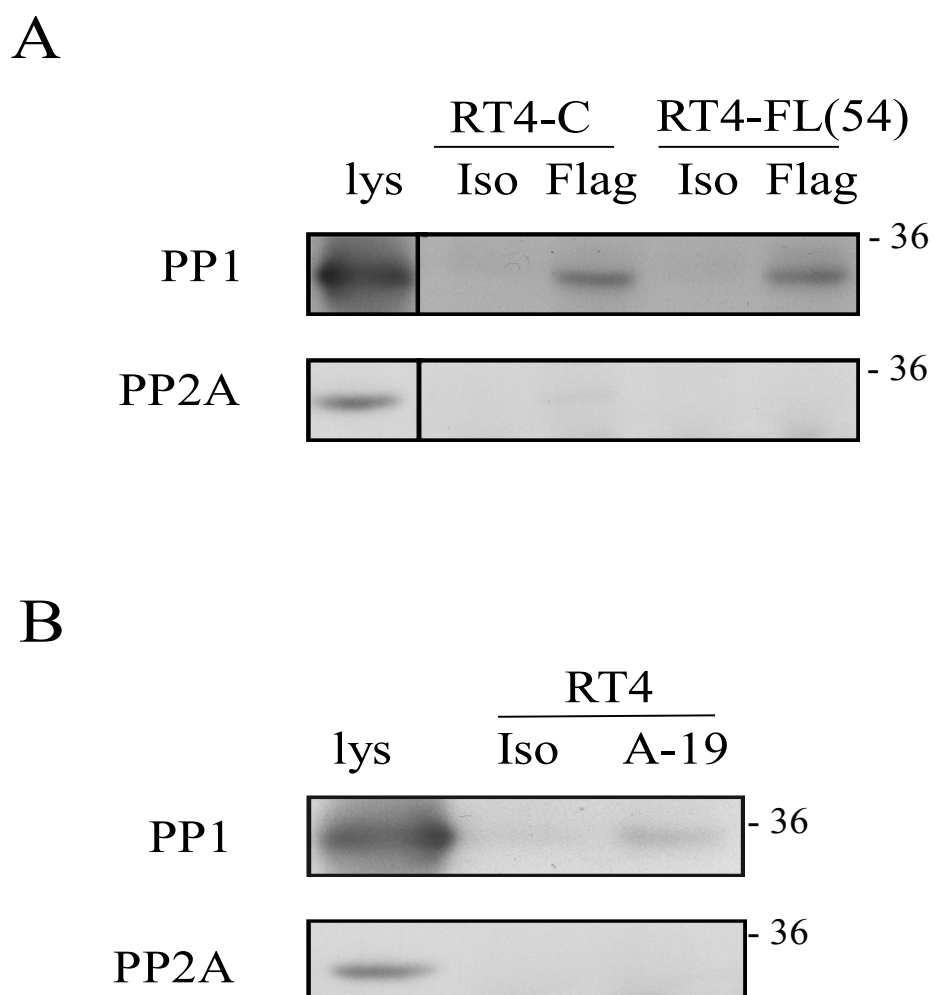 A
RT4-C RT4-FL(54)
lys Iso Flag Iso Flag
PP1 - 36
PP2A - 36
B
RT4
lys Iso A-19
PP1 - 36
PP2A - 36